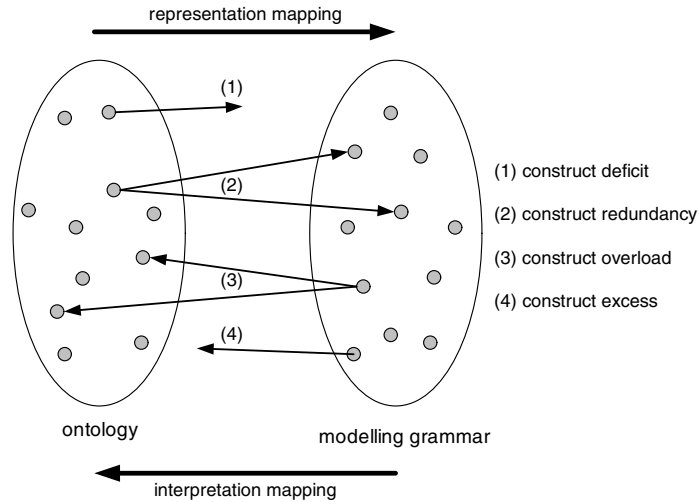 representation mapping
(1)
(2)
(3)
(4)
(1) construct deficit
(2) construct redundancy
(3) construct overload
(4) construct excess
ontology
modelling grammar
interpretation mapping